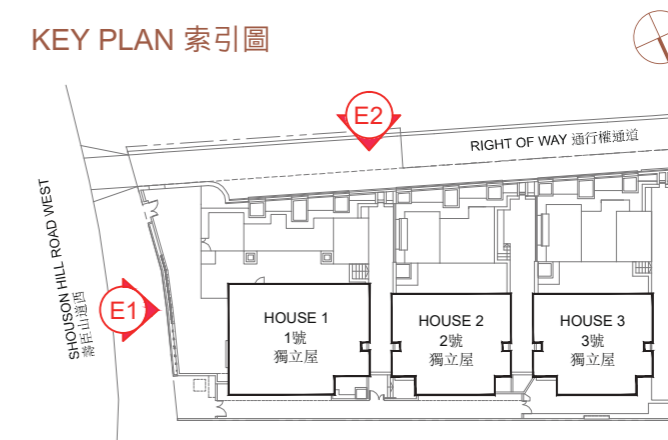 KEY PLAN 索引圖
E2
RIGHT OF WAY 通行權通道
SHOUSON HILL ROAD WEST
壽臣山道西
E1
HOUSE 1
1號
獨立屋
HOUSE 2
2號
獨立屋
HOUSE 3
3號
獨立屋